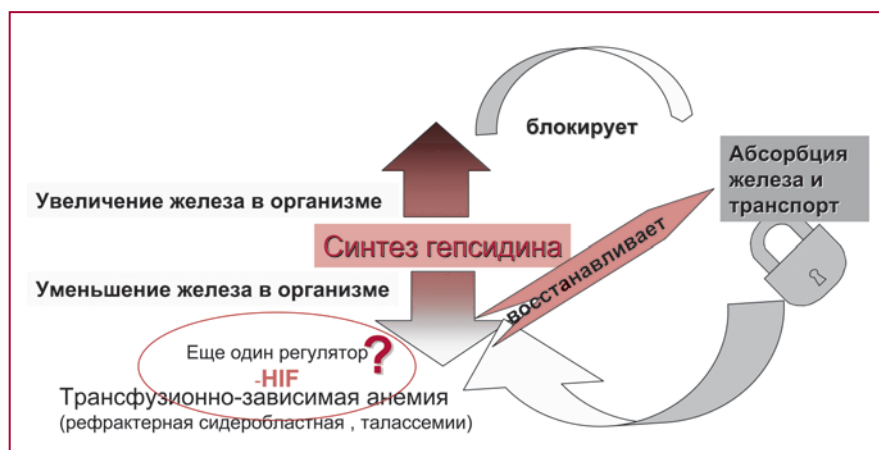 блокирует
Абсорбция
железа и
транспорт
Увеличение железа в организме
Синтез гепсидина
восстанавливает
Уменьшение железа в организме
Еще один регулятор ?
-HIF
Трансфузионно-зависимая анемия
(рефрактерная сидеробластная , талассемии)